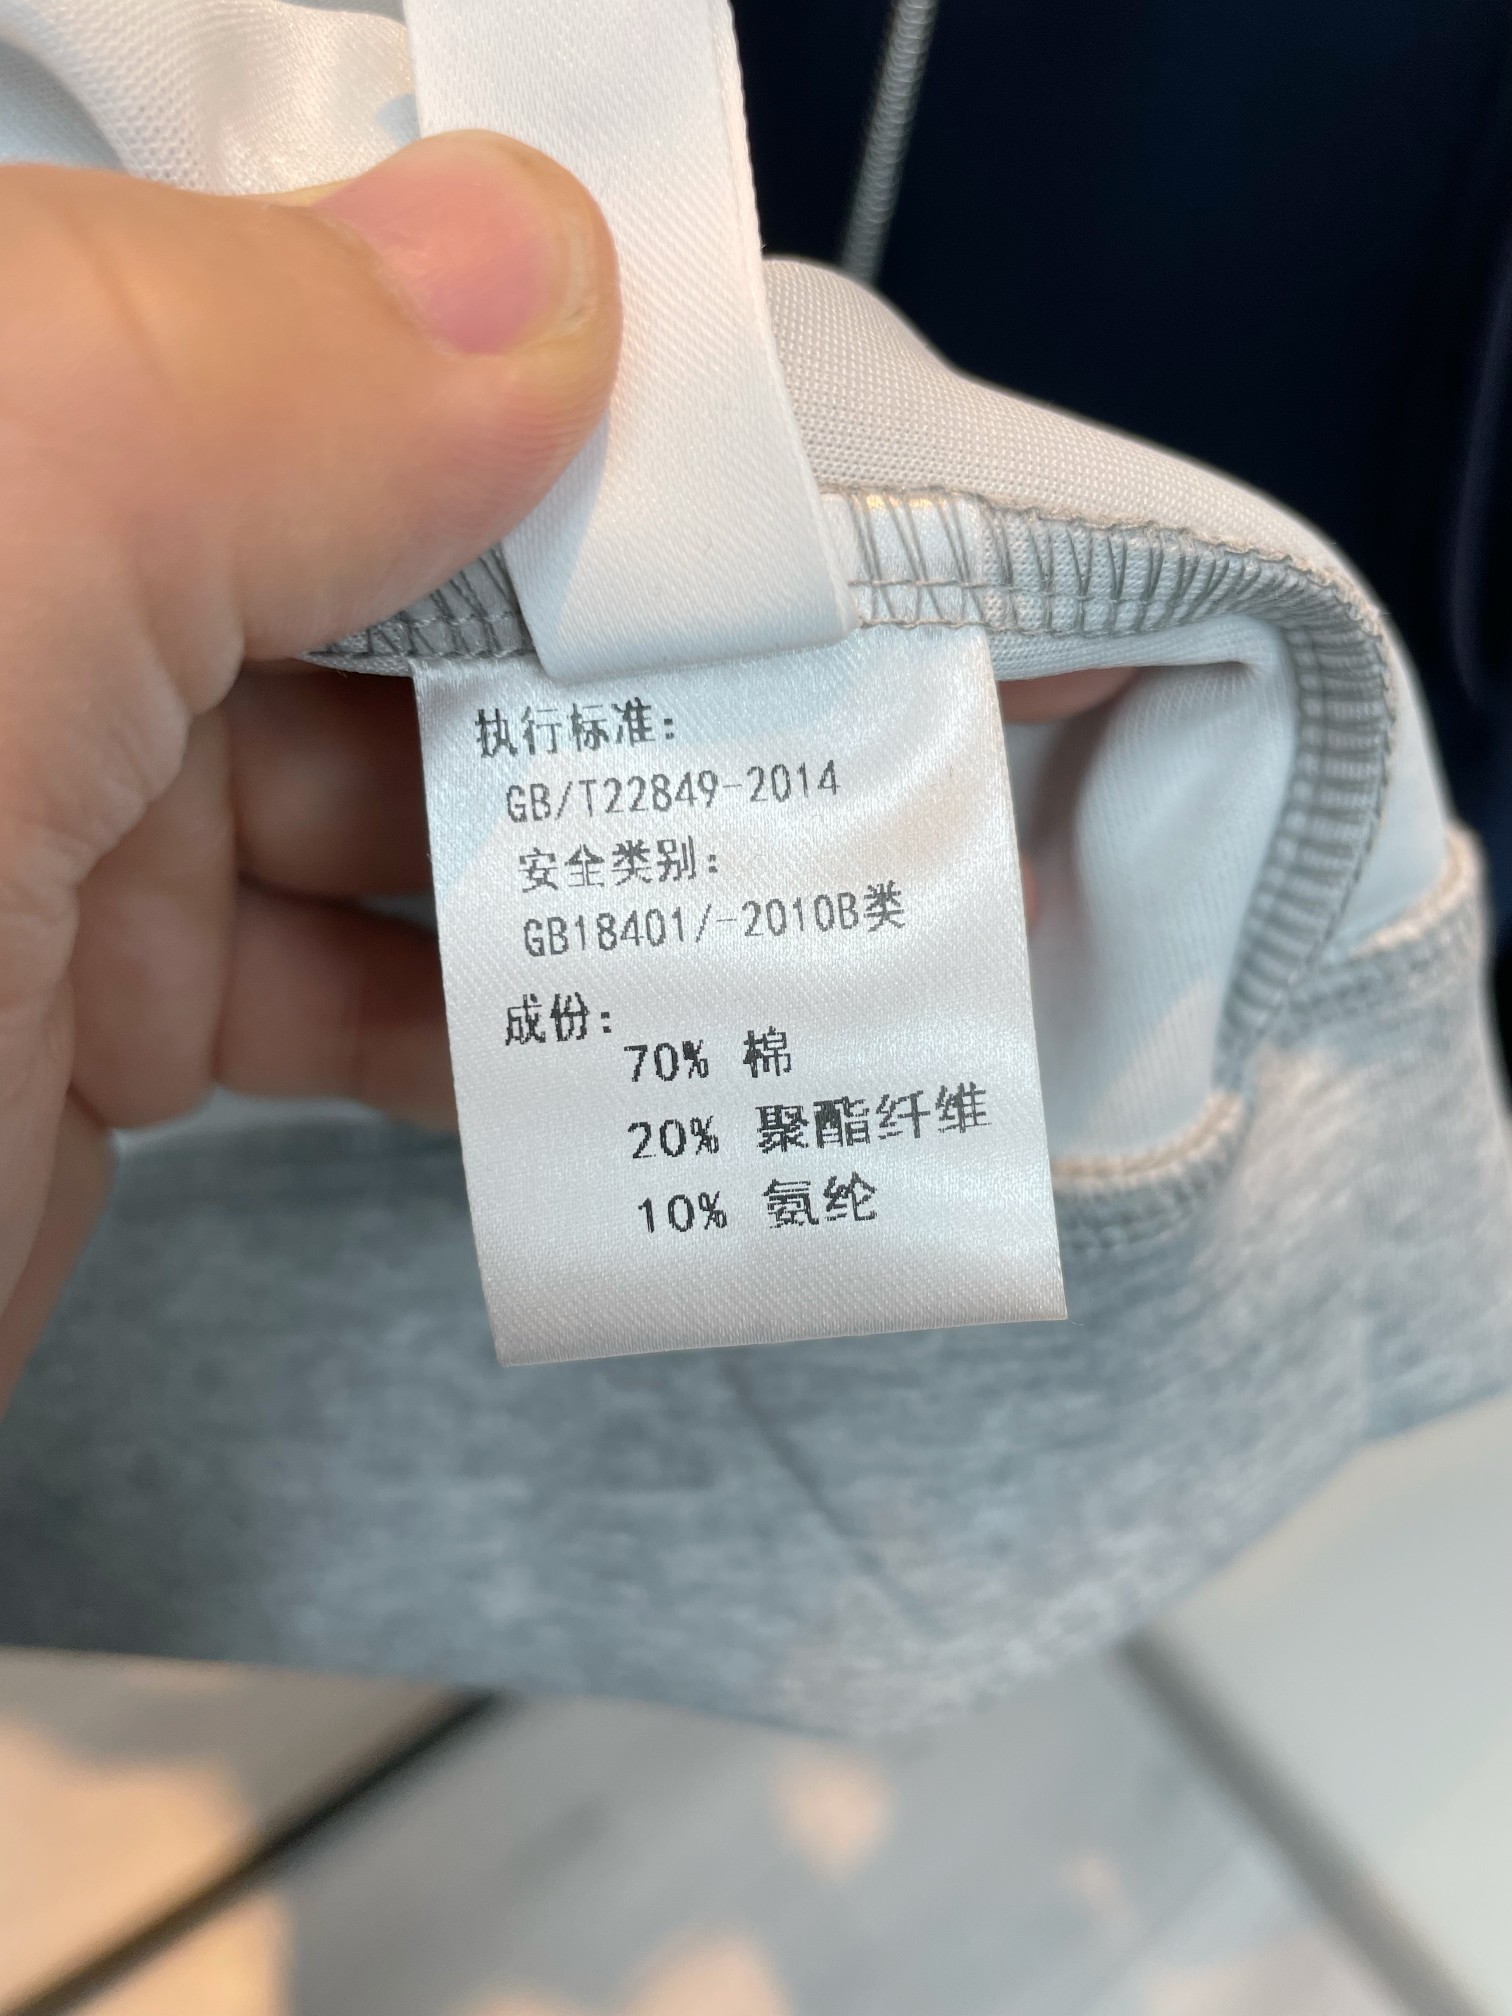 执行标准:
GB/T22849-2014
安全类别:
GB18401/-2010B类
成份:
70% 棉
20% 聚酯纤维
10% 氨纶